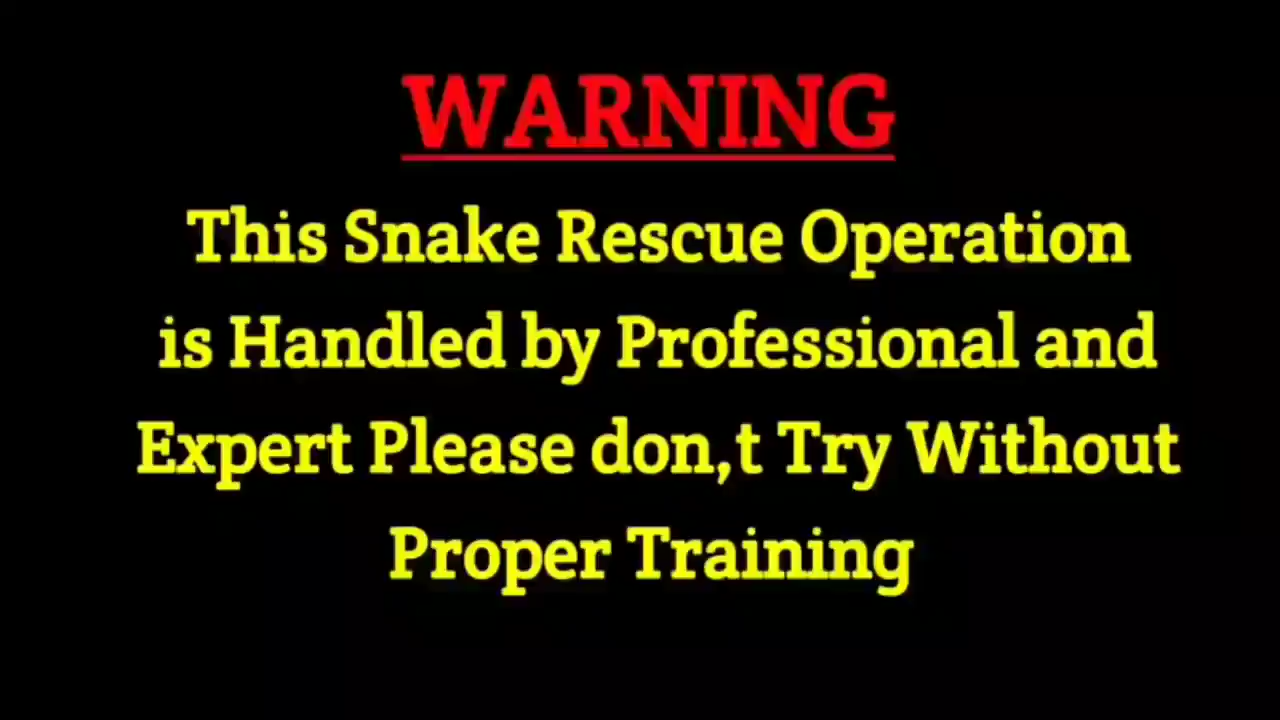 WARNING
This Snake Rescue Operation
is Handled by Professional and
Expert Please don,t Try Without
Proper Training